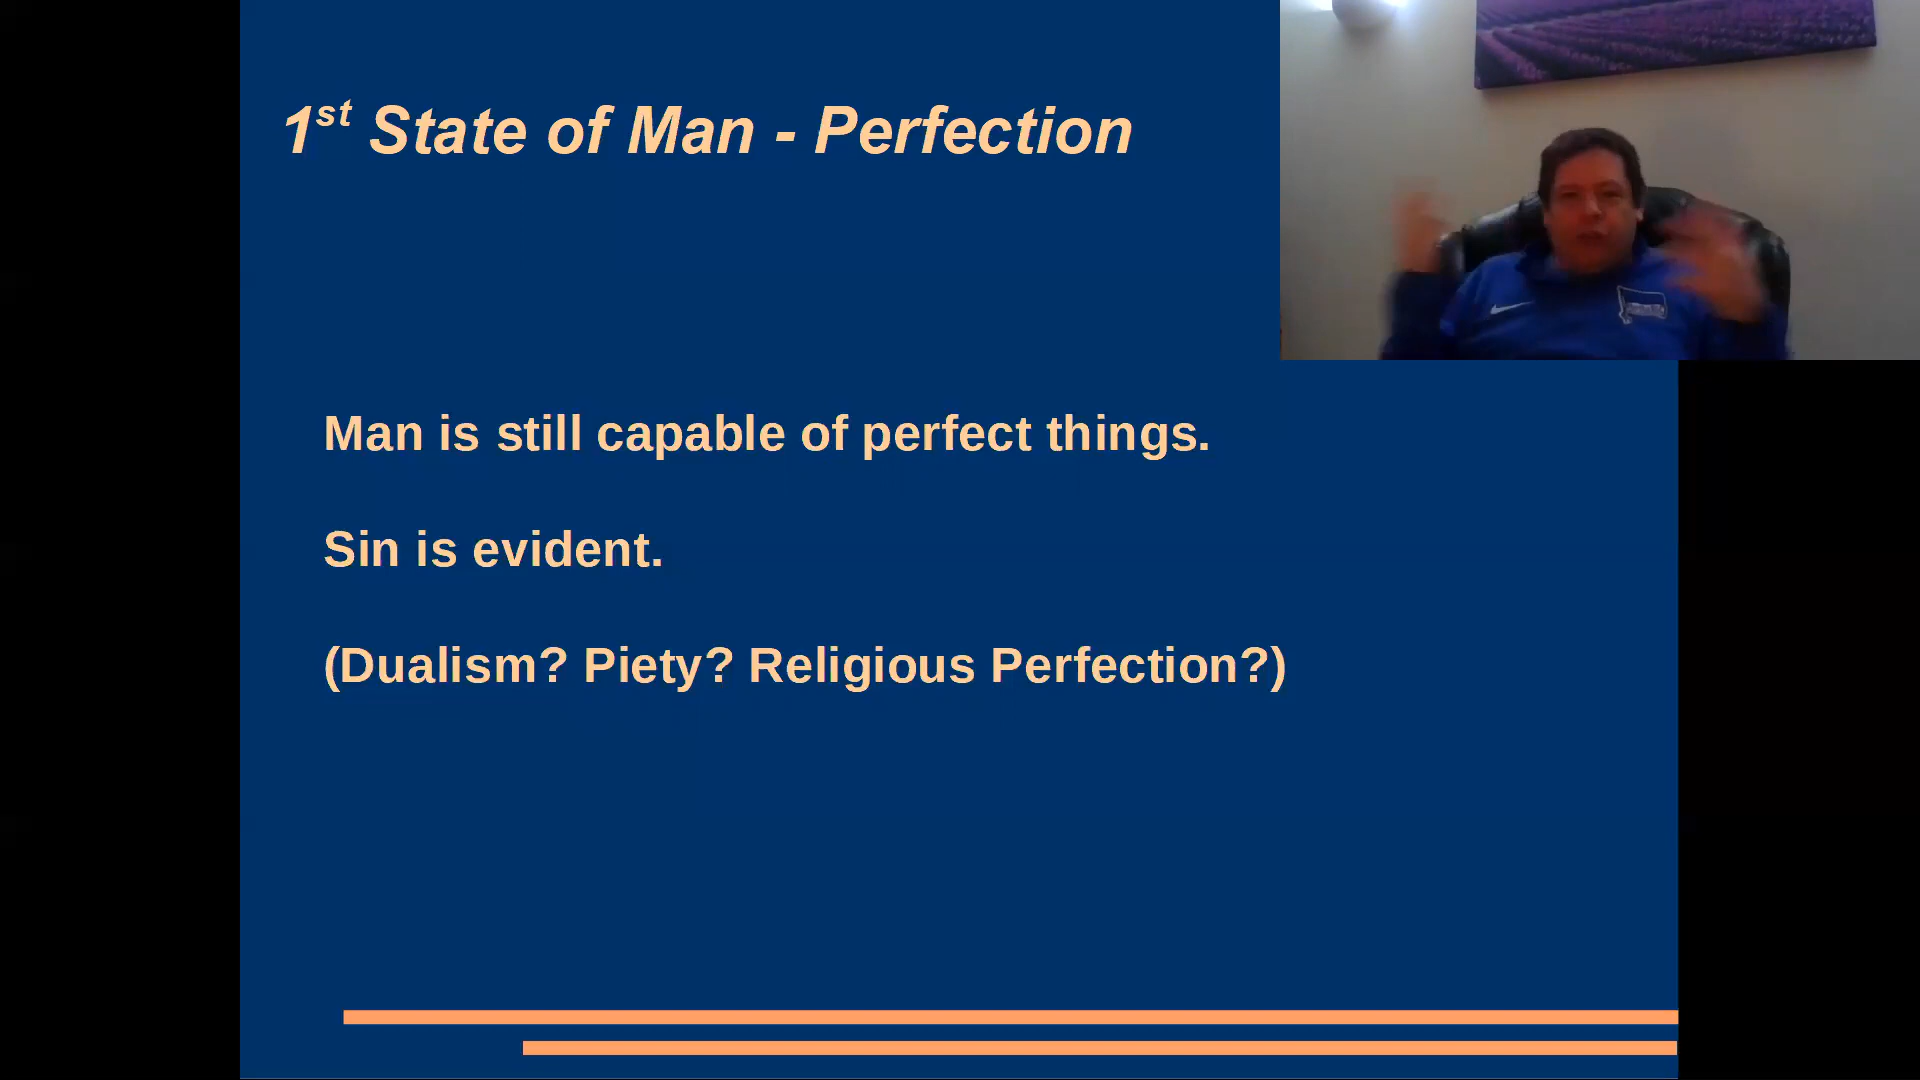 1st State of Man - Perfection
Man is still capable of perfect things.
Sin is evident.
(Dualism? Piety? Religious Perfection?)